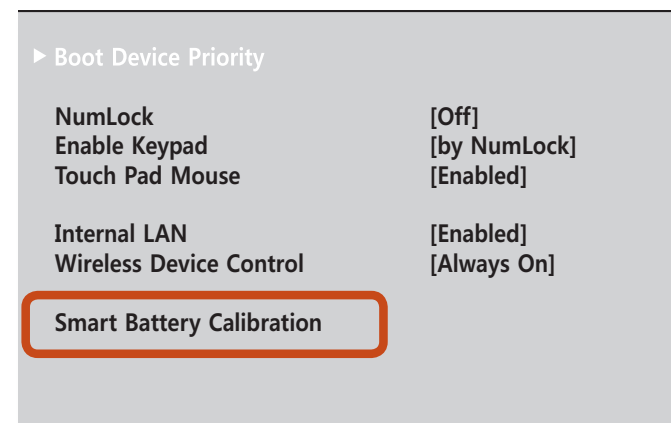 ▶ Boot Device Priority
NumLock [Off]
Enable Keypad [by NumLock]
Touch Pad Mouse [Enabled]
Internal LAN [Enabled]
Wireless Device Control [Always On]
Smart Battery Calibration